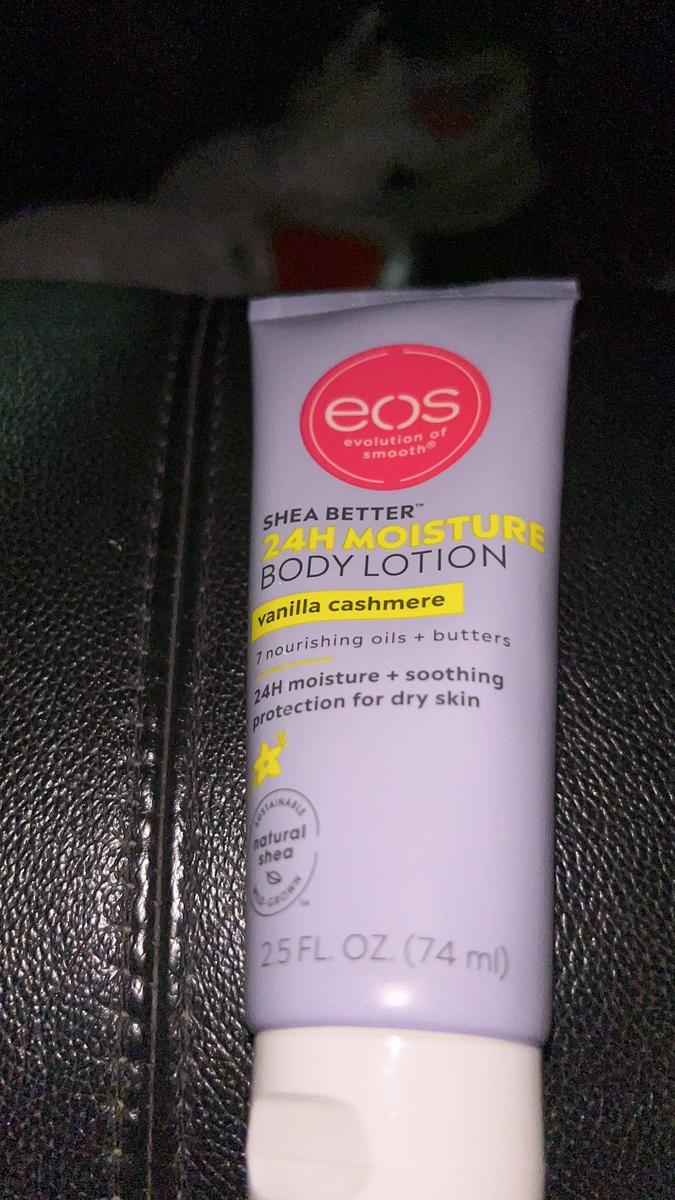 eos
evolution of
smooth®
SHEA BETTER™
24H MOISTURE
BODY LOTION
vanilla cashmere
7 nourishing oils + butters
24H moisture + soothing
protection for dry skin
SUSTAINABLE
natural
shea
2.5 FL. OZ. (74 ml)